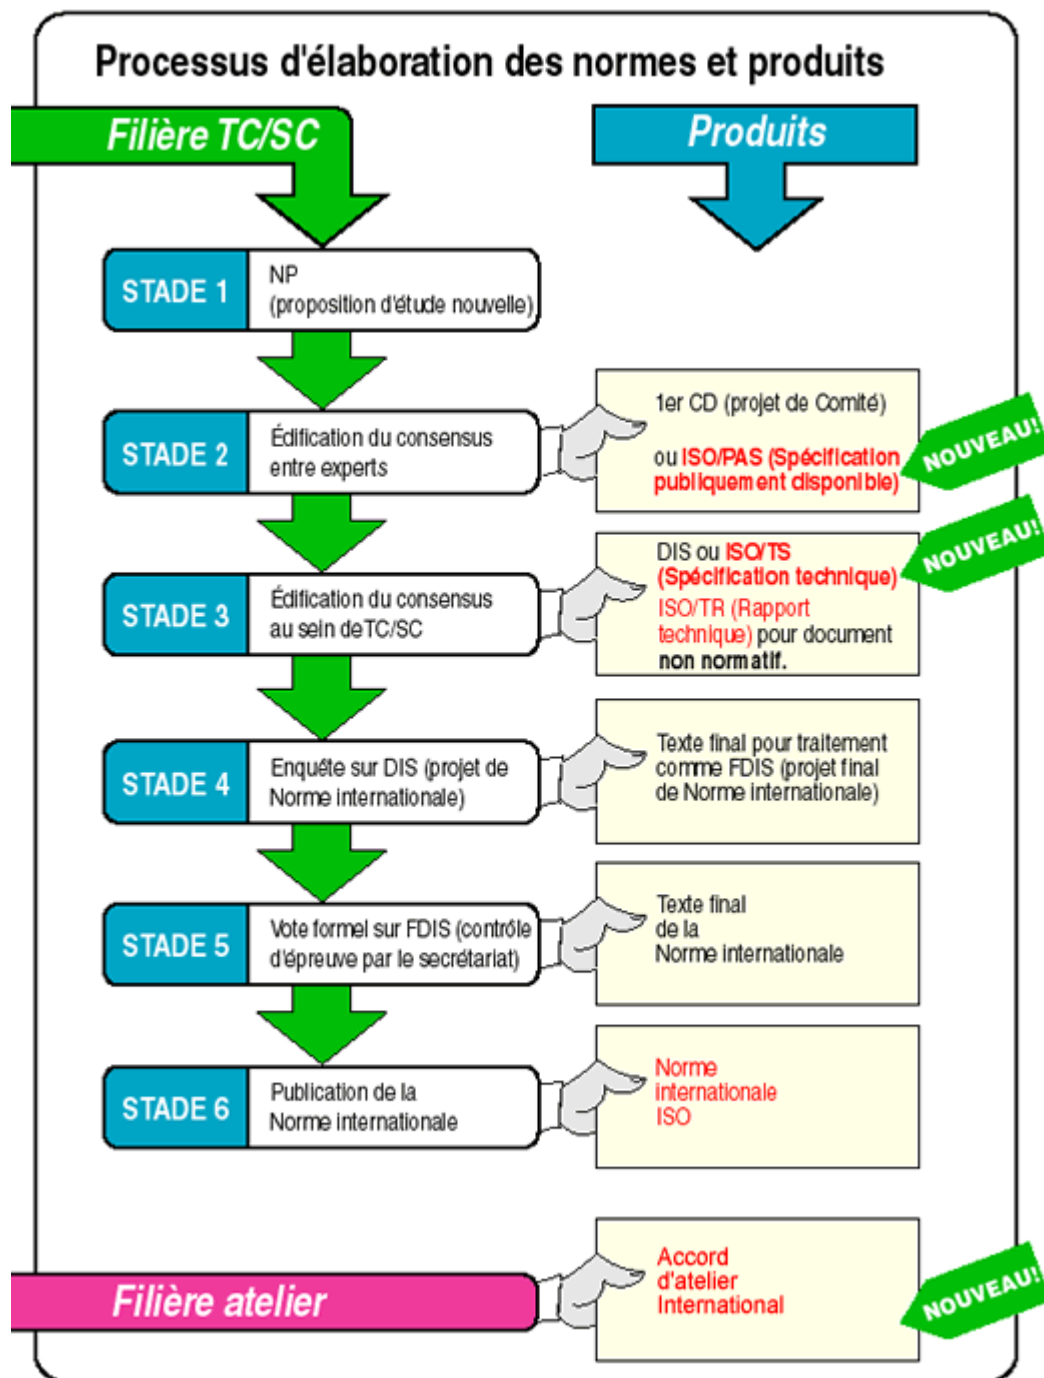 Processus d'élaboration des normes et produits
Filière TC/SC
Produits
STADE 1
NP
(proposition d'étude nouvelle)
STADE 2
Édification du consensus
entre experts
1er CD (projet de Comité)
ou ISO/PAS (Spécification
publiquement disponible)
NOUVEAU!
STADE 3
Édification du consensus
au sein de TC/SC
DIS ou ISO/TS
(Spécification technique)
ISO/TR (Rapport
technique) pour document
non normatif.
NOUVEAU!
STADE 4
Enquête sur DIS (projet de
Norme internationale)
Texte final pour traitement
comme FDIS (projet final
de Norme internationale)
STADE 5
Vote formel sur FDIS (contrôle
d'épreuve par le secrétariat)
Texte final
de la
Norme internationale
STADE 6
Publication de la
Norme internationale
Norme
internationale
ISO
Filière atelier
Accord
d'atelier
International
NOUVEAU!